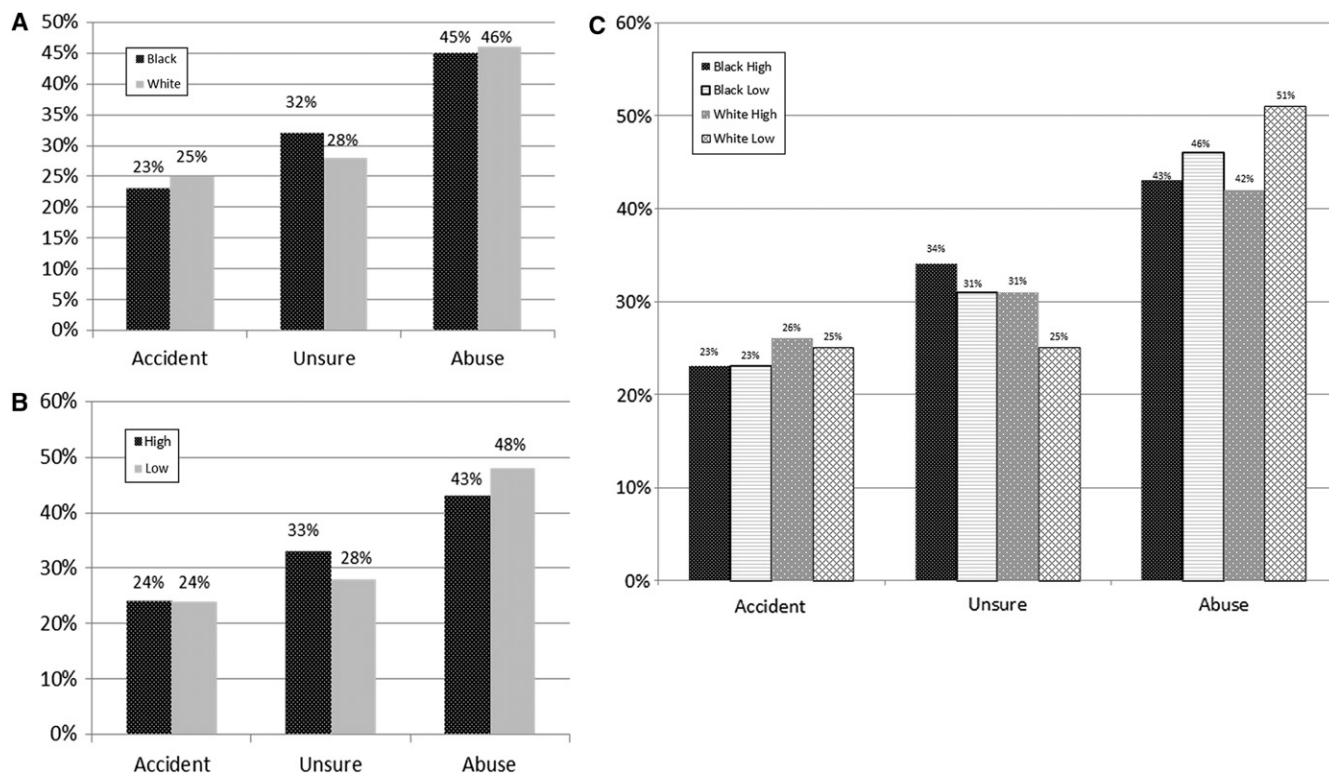 A
50%
45%
40%
35%
30%
25%
20%
15%
10%
5%
0%
Black
White
23%
25%
32%
28%
45%
46%
Accident
Unsure
Abuse
B
60%
50%
40%
30%
20%
10%
0%
High
Low
24%
24%
33%
28%
43%
48%
Accident
Unsure
Abuse
C
60%
50%
40%
30%
20%
10%
0%
Black High
Black Low
White High
White Low
23%
23%
26%
25%
34%
31%
31%
25%
43%
46%
42%
51%
Accident
Unsure
Abuse